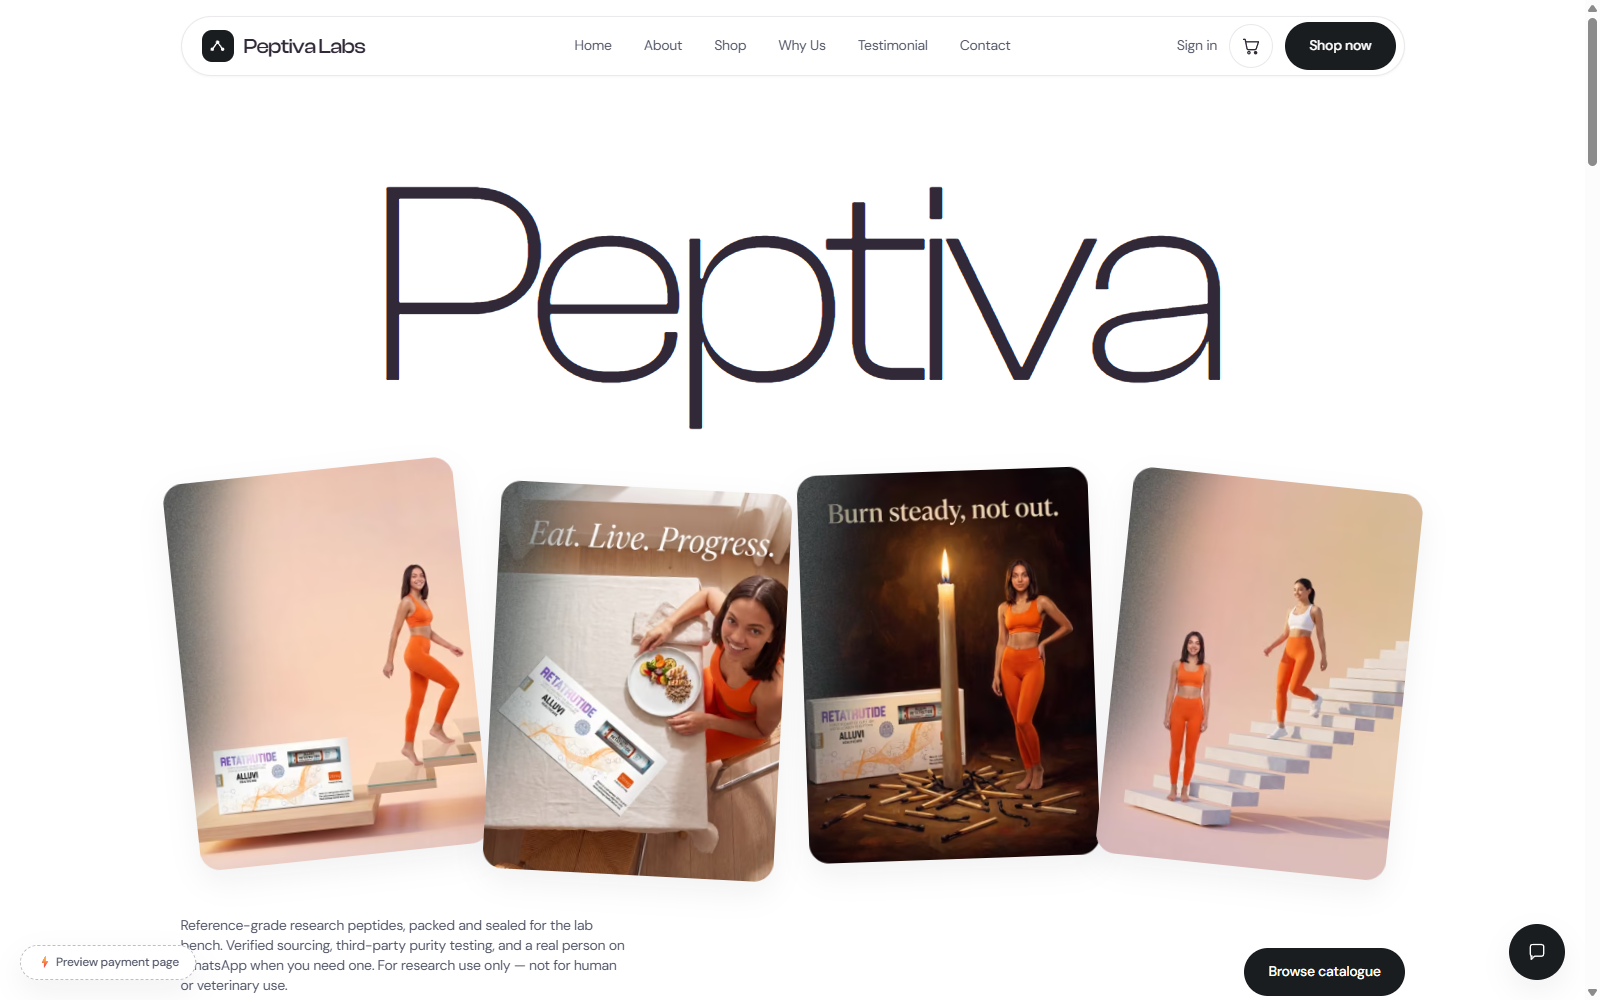 Peptiva Labs
Home
About
Shop
Why Us
Testimonial
Contact
Sign in
Shop now
Peptiva
Eat. Live. Progress.
Burn steady, not out.
RETATRUTIDE
ALLUVI
RETATRUTIDE
ALLUVI
RETATRUTIDE
ALLUVI
Reference-grade research peptides, packed and sealed for the lab
bench. Verified sourcing, third-party purity testing, and a real person on
WhatsApp when you need one. For research use only — not for human
or veterinary use.
Preview payment page
Browse catalogue